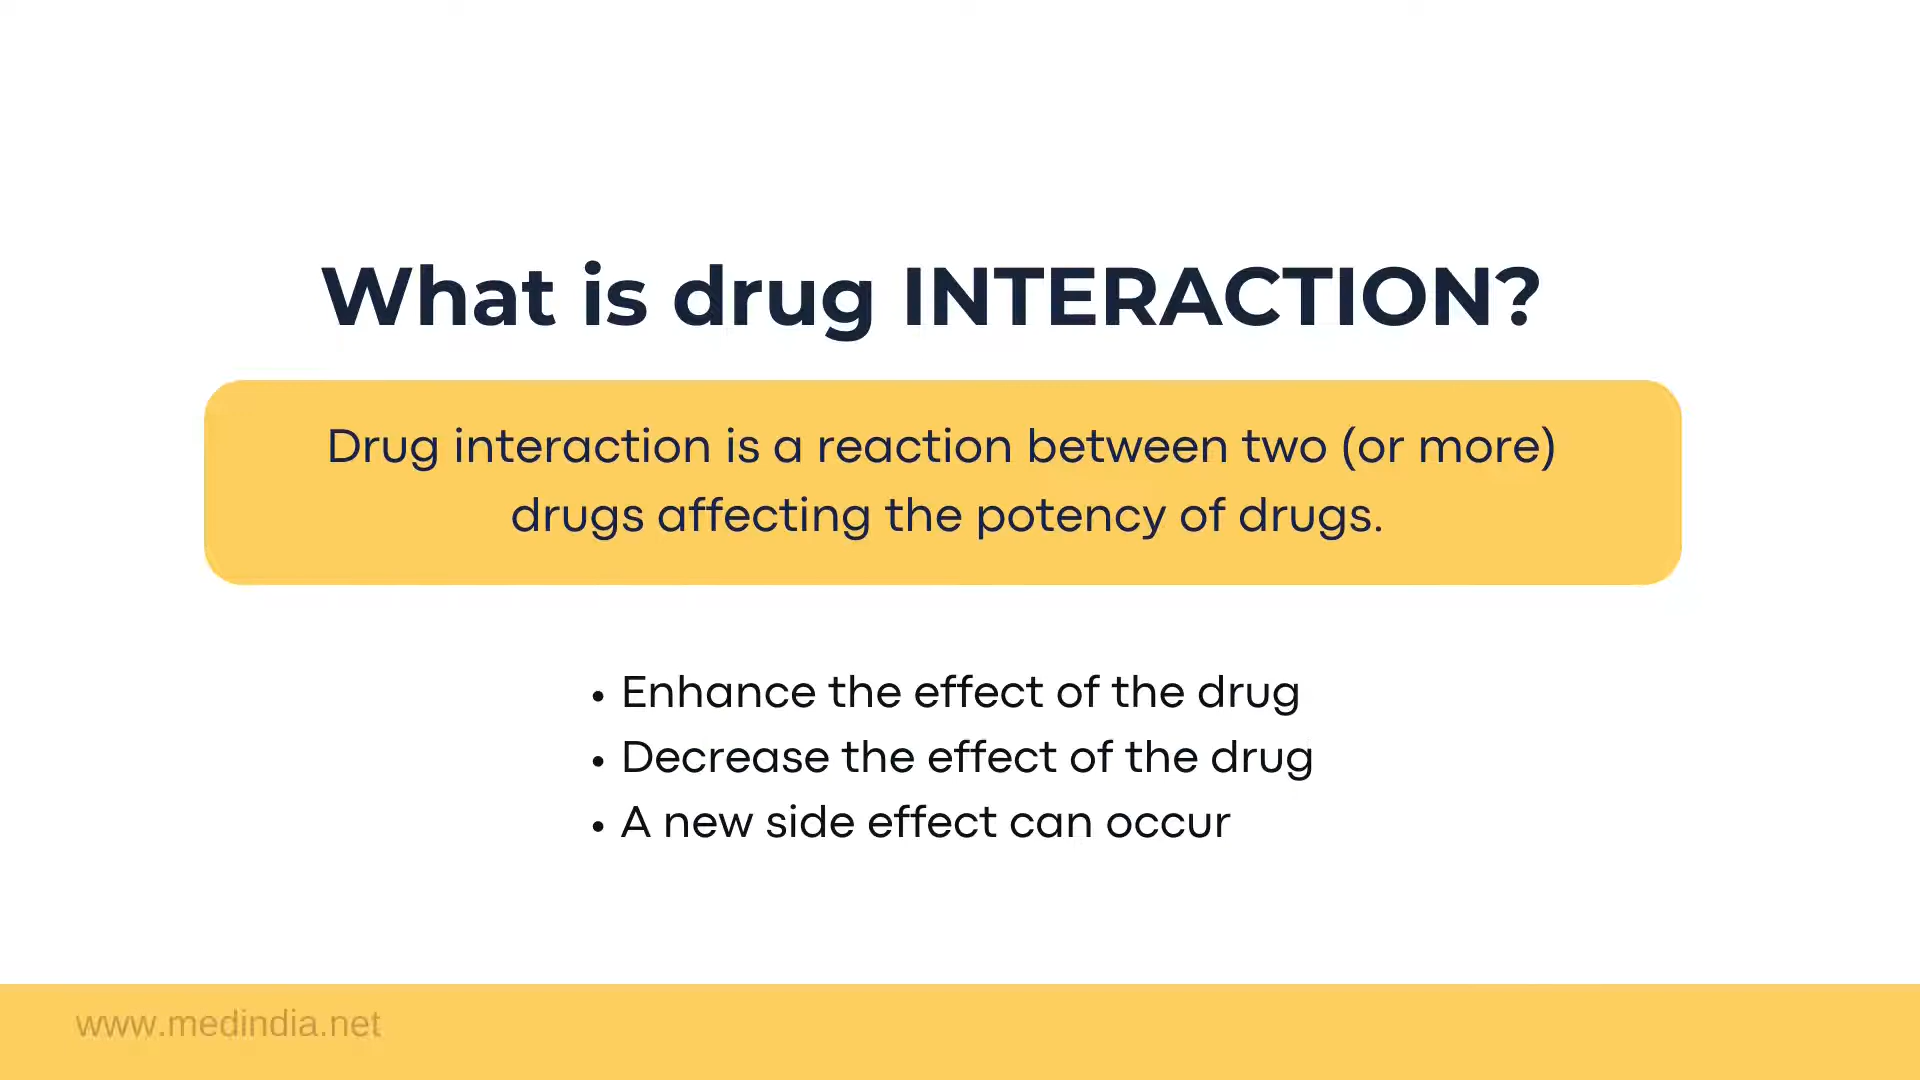 What is drug INTERACTION?
Drug interaction is a reaction between two (or more)
drugs affecting the potency of drugs.
• Enhance the effect of the drug
• Decrease the effect of the drug
• A new side effect can occur
www.medindia.net